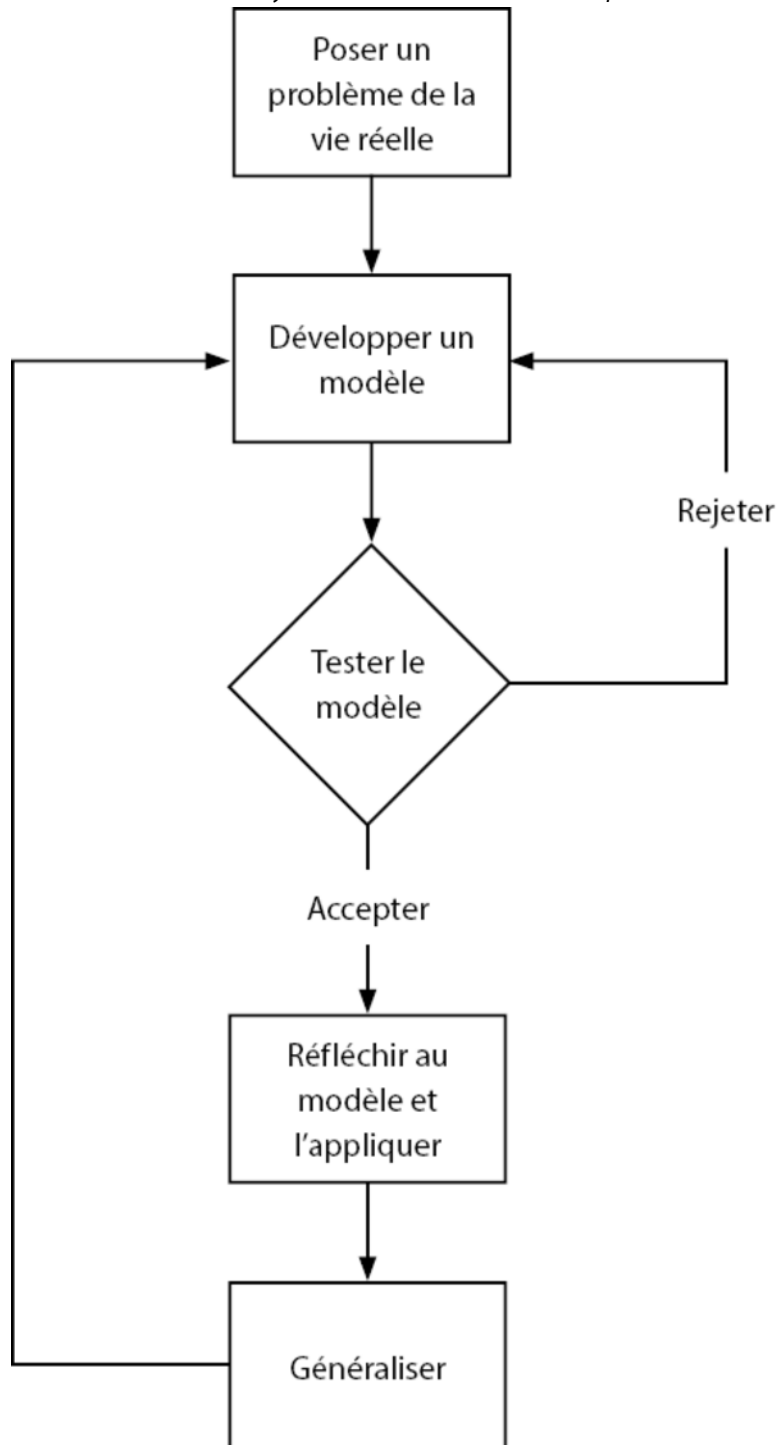 Poser un
problème de la
vie réelle
Développer un
modèle
Rejeter
Tester le
modèle
Accepter
Réfléchir au
modèle et
l'appliquer
Généraliser